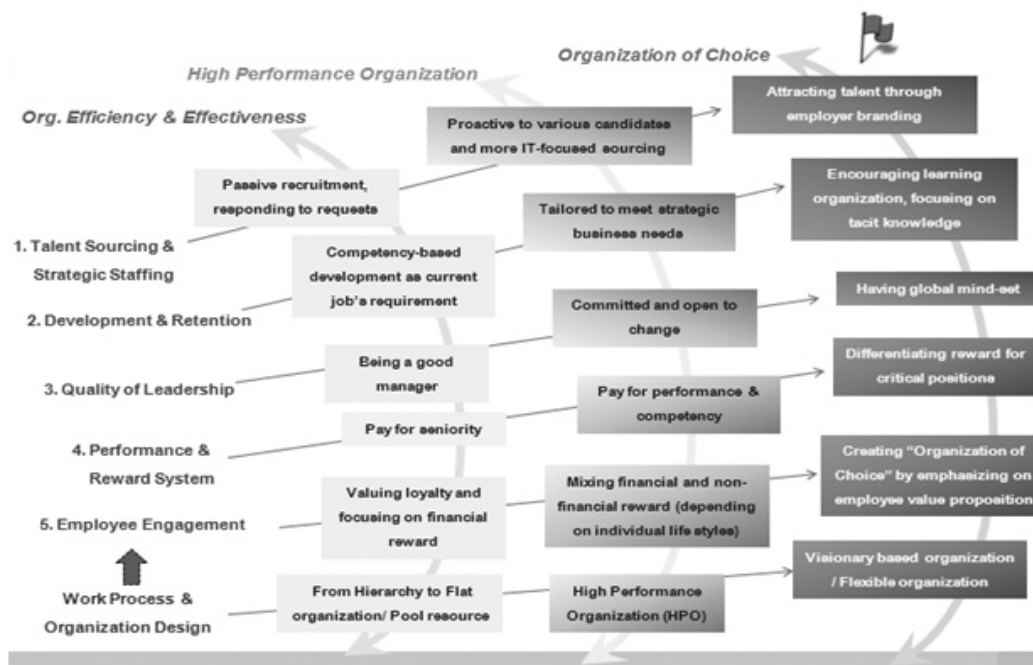 Organization of Choice
High Performance Organization
Org. Efficiency & Effectiveness
1. Talent Sourcing &
Strategic Staffing
Passive recruitment,
responding to requests
Proactive to various candidates
and more IT-focused sourcing
Attracting talent through
employer branding
2. Development & Retention
Competency-based
development as current
job's requirement
Tailored to meet strategic
business needs
Encouraging learning
organization, focusing on
tacit knowledge
3. Quality of Leadership
Being a good
manager
Committed and open to
change
Having global mind-set
4. Performance &
Reward System
Pay for seniority
Pay for performance &
competency
Differentiating reward for
critical positions
5. Employee Engagement
Valuing loyalty and
focusing on financial
reward
Mixing financial and non-
financial reward (depending
on individual life styles)
Creating “Organization of
Choice” by emphasizing on
employee value proposition
Work Process &
Organization Design
From Hierarchy to Flat
organization/ Pool resource
High Performance
Organization (HPO)
Visionary based organization
/ Flexible organization